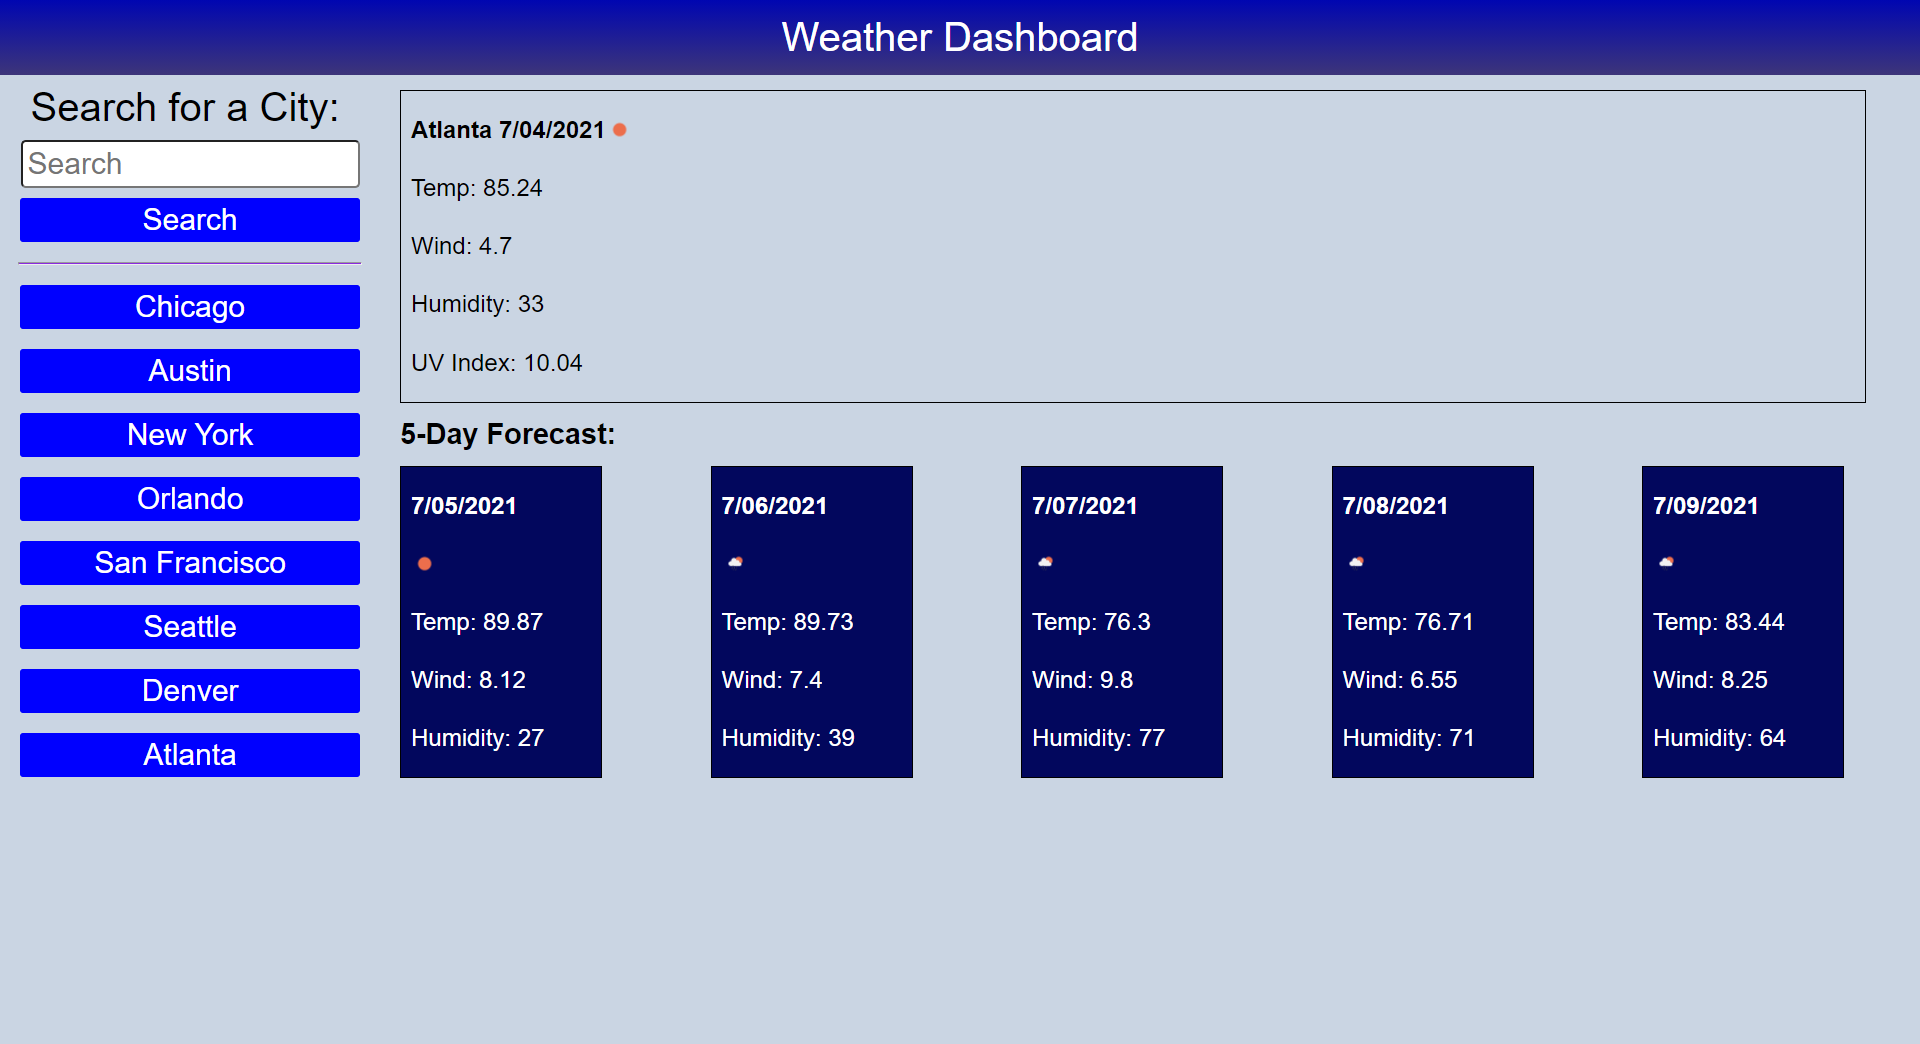 Weather Dashboard
Search for a City:
Search
Search
Chicago
Austin
New York
Orlando
San Francisco
Seattle
Denver
Atlanta
Atlanta 7/04/2021
Temp: 85.24
Wind: 4.7
Humidity: 33
UV Index: 10.04
5-Day Forecast:
7/05/2021
Temp: 89.87
Wind: 8.12
Humidity: 27
7/06/2021
Temp: 89.73
Wind: 7.4
Humidity: 39
7/07/2021
Temp: 76.3
Wind: 9.8
Humidity: 77
7/08/2021
Temp: 76.71
Wind: 6.55
Humidity: 71
7/09/2021
Temp: 83.44
Wind: 8.25
Humidity: 64